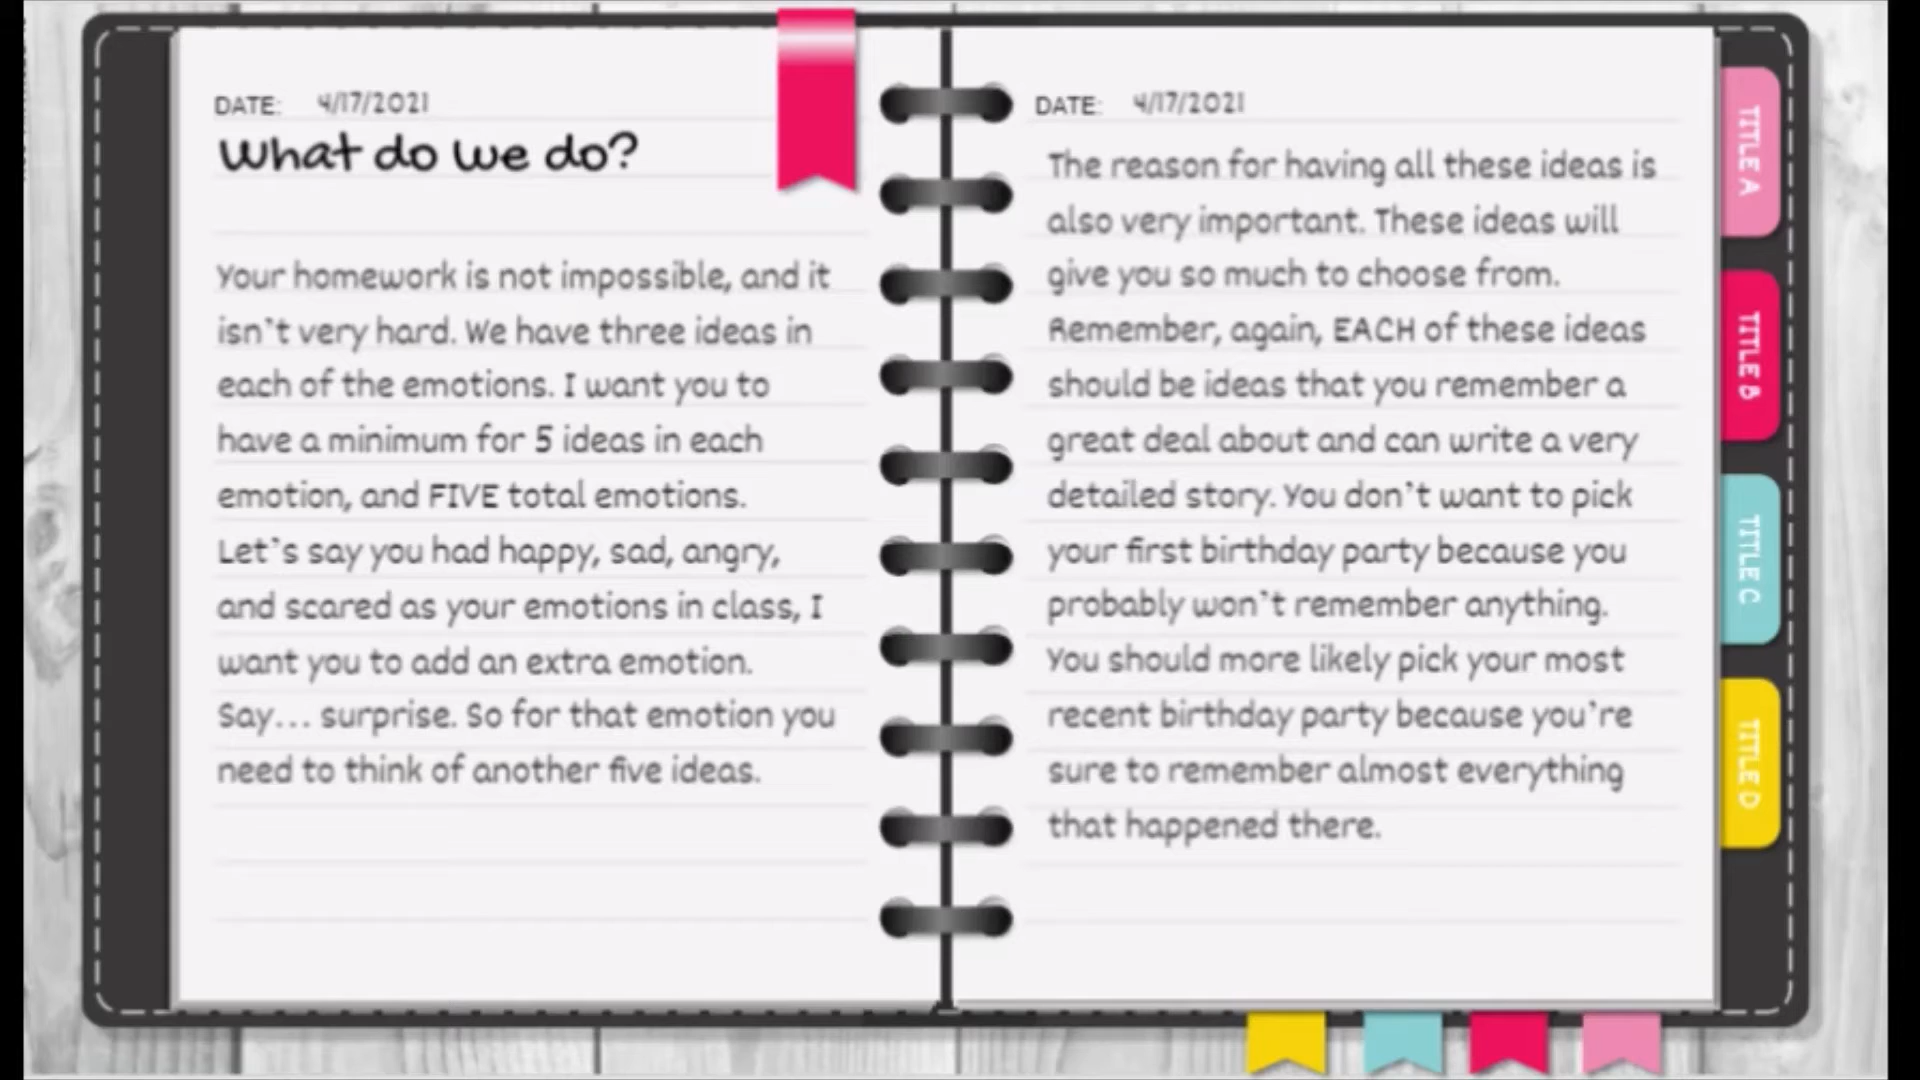 DATE: 4/17/2021
What do we do?
Your homework is not impossible, and it
isn't very hard. We have three ideas in
each of the emotions. I want you to
have a minimum for 5 ideas in each
emotion, and FIVE total emotions.
Let's say you had happy, sad, angry,
and scared as your emotions in class, I
want you to add an extra emotion.
Say... surprise. So for that emotion you
need to think of another five ideas.
DATE: 4/17/2021
The reason for having all these ideas is
also very important. These ideas will
give you so much to choose from.
Remember, again, EACH of these ideas
should be ideas that you remember a
great deal about and can write a very
detailed story. You don't want to pick
your first birthday party because you
probably won't remember anything.
You should more likely pick your most
recent birthday party because you're
sure to remember almost everything
that happened there.
TITLE A
TITLE B
TITLE C
TITLE D